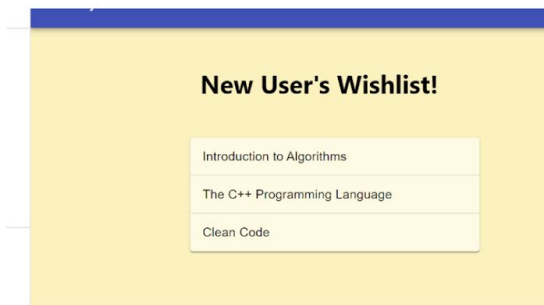 New User's Wishlist!
Introduction to Algorithms
The C++ Programming Language
Clean Code